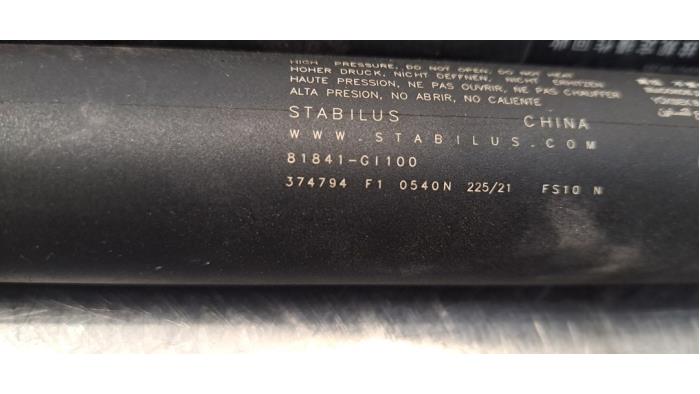 HIGH PRESSURE, DO NOT OPEN, DO NOT HEAT
HOHER DRUCK, NICHT OEFFNEN, NICHT ERHITZEN
HAUTE PRESSION, NE PAS OUVRIR, NE PAS CHAUFFER
ALTA PRESION, NO ABRIR, NO CALIENTE
STABILUS CHINA
WWW.STABILUS.COM
81841-GI100
374794 F1 0540N 225/21 FS10 N